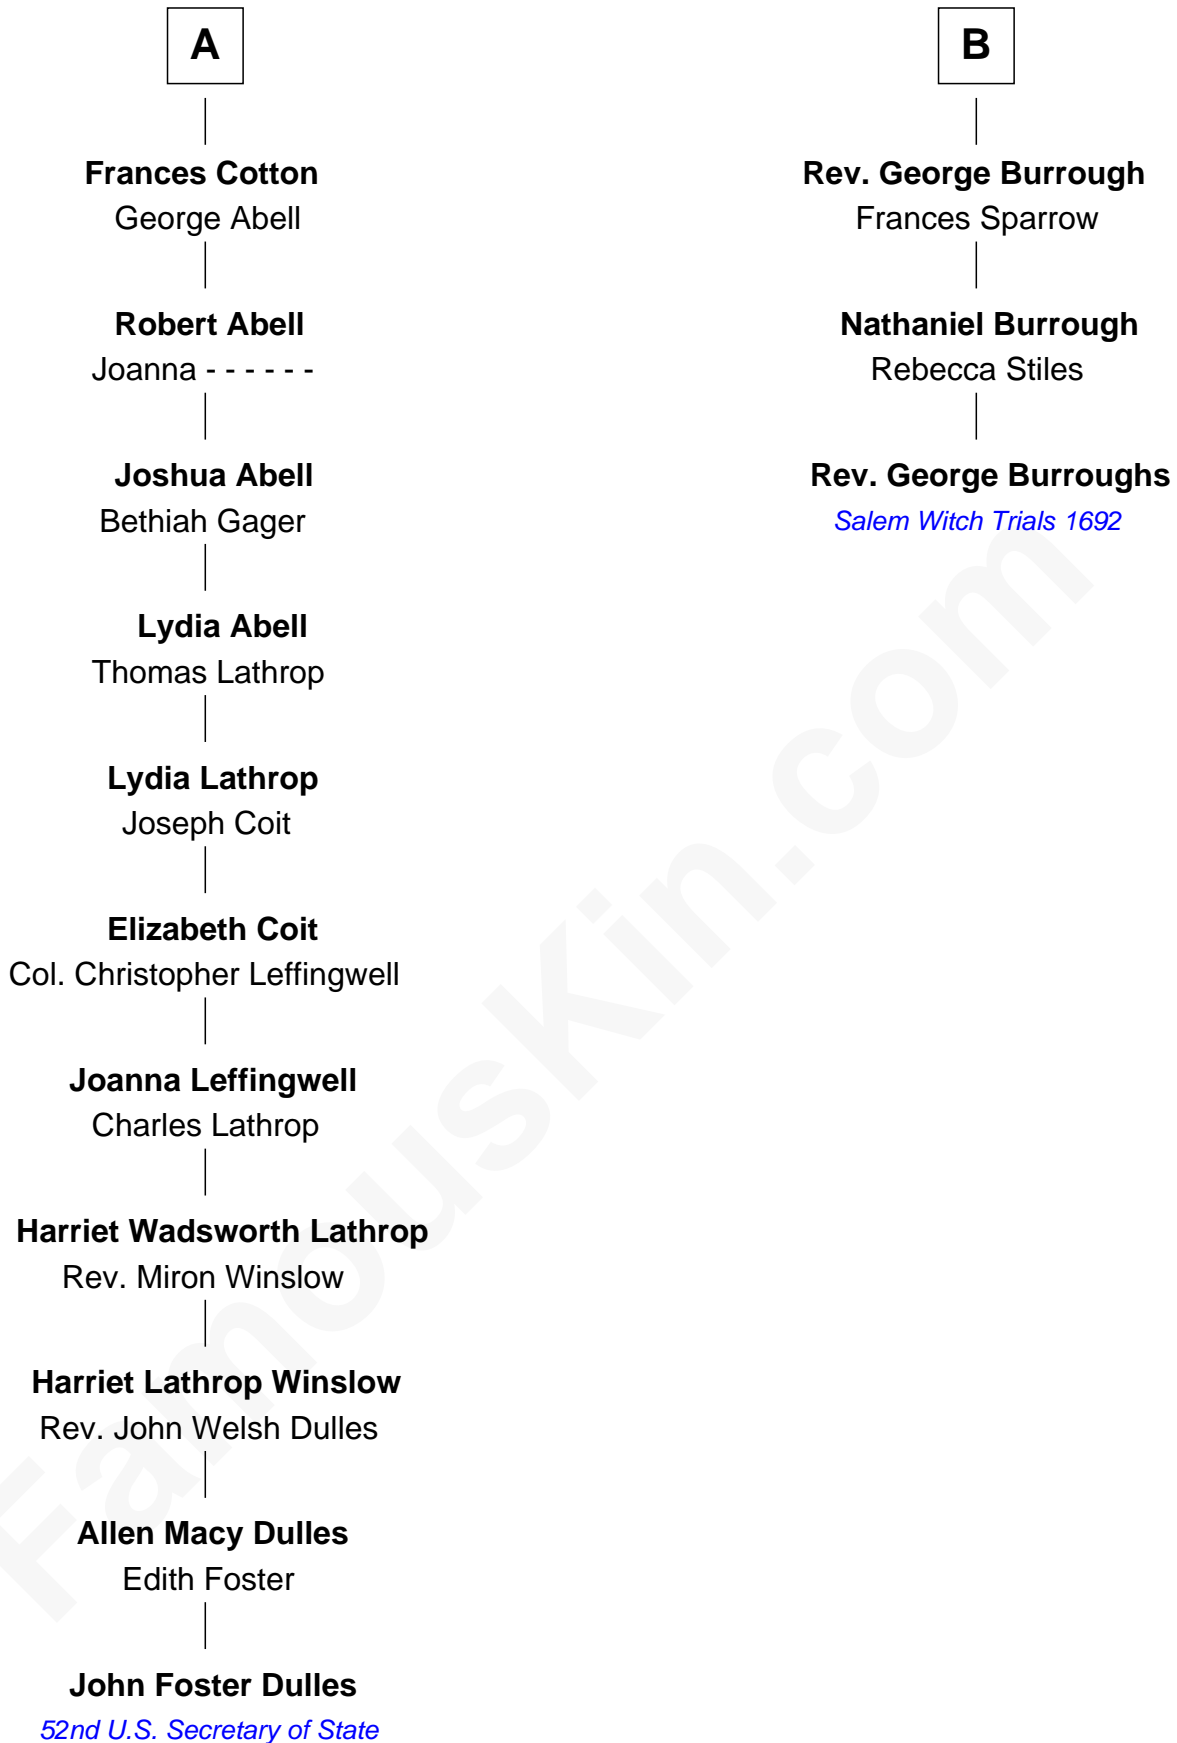 A
Frances Cotton
George Abell
Robert Abell
Joanna - - - - - -
Joshua Abell
Bethiah Gager
Lydia Abell
Thomas Lathrop
Lydia Lathrop
Joseph Coit
Elizabeth Coit
Col. Christopher Leffingwell
Joanna Leffingwell
Charles Lathrop
Harriet Wadsworth Lathrop
Rev. Miron Winslow
Harriet Lathrop Winslow
Rev. John Welsh Dulles
Allen Macy Dulles
Edith Foster
John Foster Dulles
52nd U.S. Secretary of State
B
Rev. George Burrough
Frances Sparrow
Nathaniel Burrough
Rebecca Stiles
Rev. George Burroughs
Salem Witch Trials 1692
FamousKin.com